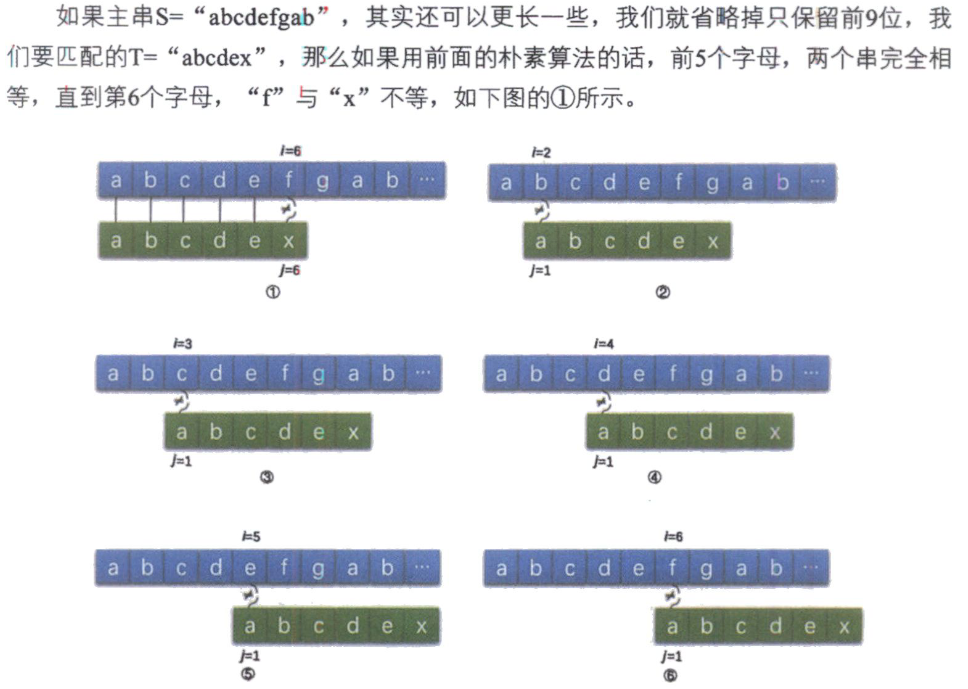 如果主串S=“abcdefgab”，其实还可以更长一些，我们就省略掉只保留前9位，我
们要匹配的T=“abcdex”，那么如果用前面的朴素算法的话，前5个字母，两个串完全相
等，直到第6个字母，“f”与“x”不等，如下图的①所示。
i=6
a b c d e f g a b ···
≠
a b c d e x
j=6
①
i=2
a b c d e f g a b ···
≠
a b c d e x
j=1
②
i=3
a b c d e f g a b ···
≠
a b c d e x
j=1
③
i=4
a b c d e f g a b ···
≠
a b c d e x
j=1
④
i=5
a b c d e f g a b ···
≠
a b c d e x
j=1
⑤
i=6
a b c d e f g a b ···
≠
a b c d e x
j=1
⑥